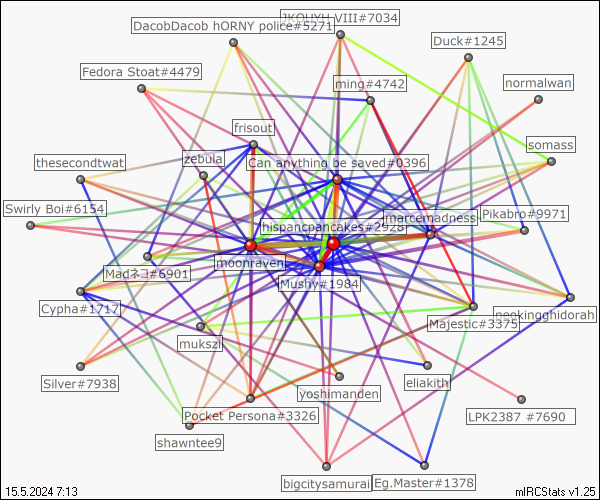 JKOUYH VIII#7034
DacobDacob hORNY police#5271
Duck#1245
Fedora Stoat#4479
ming#4742
normalwan
frisout
somass
thesecondtwat
zebula
Can anything be saved#0396
Swirly Boi#6154
marcemadness
Pikabro#9971
hispancpancakes#2928
moonraven
Madネコ#6901
Mushy#1984
Cypha#1717
neekingghidorah
Majestic#3375
mukszil
Silver#7938
eliakith
yoshimanden
Pocket Persona#3326
LPK2387 #7690
shawntee9
bigcitysamurai
Eg.Master#1378
15.5.2024 7:13
mIRCStats v1.25